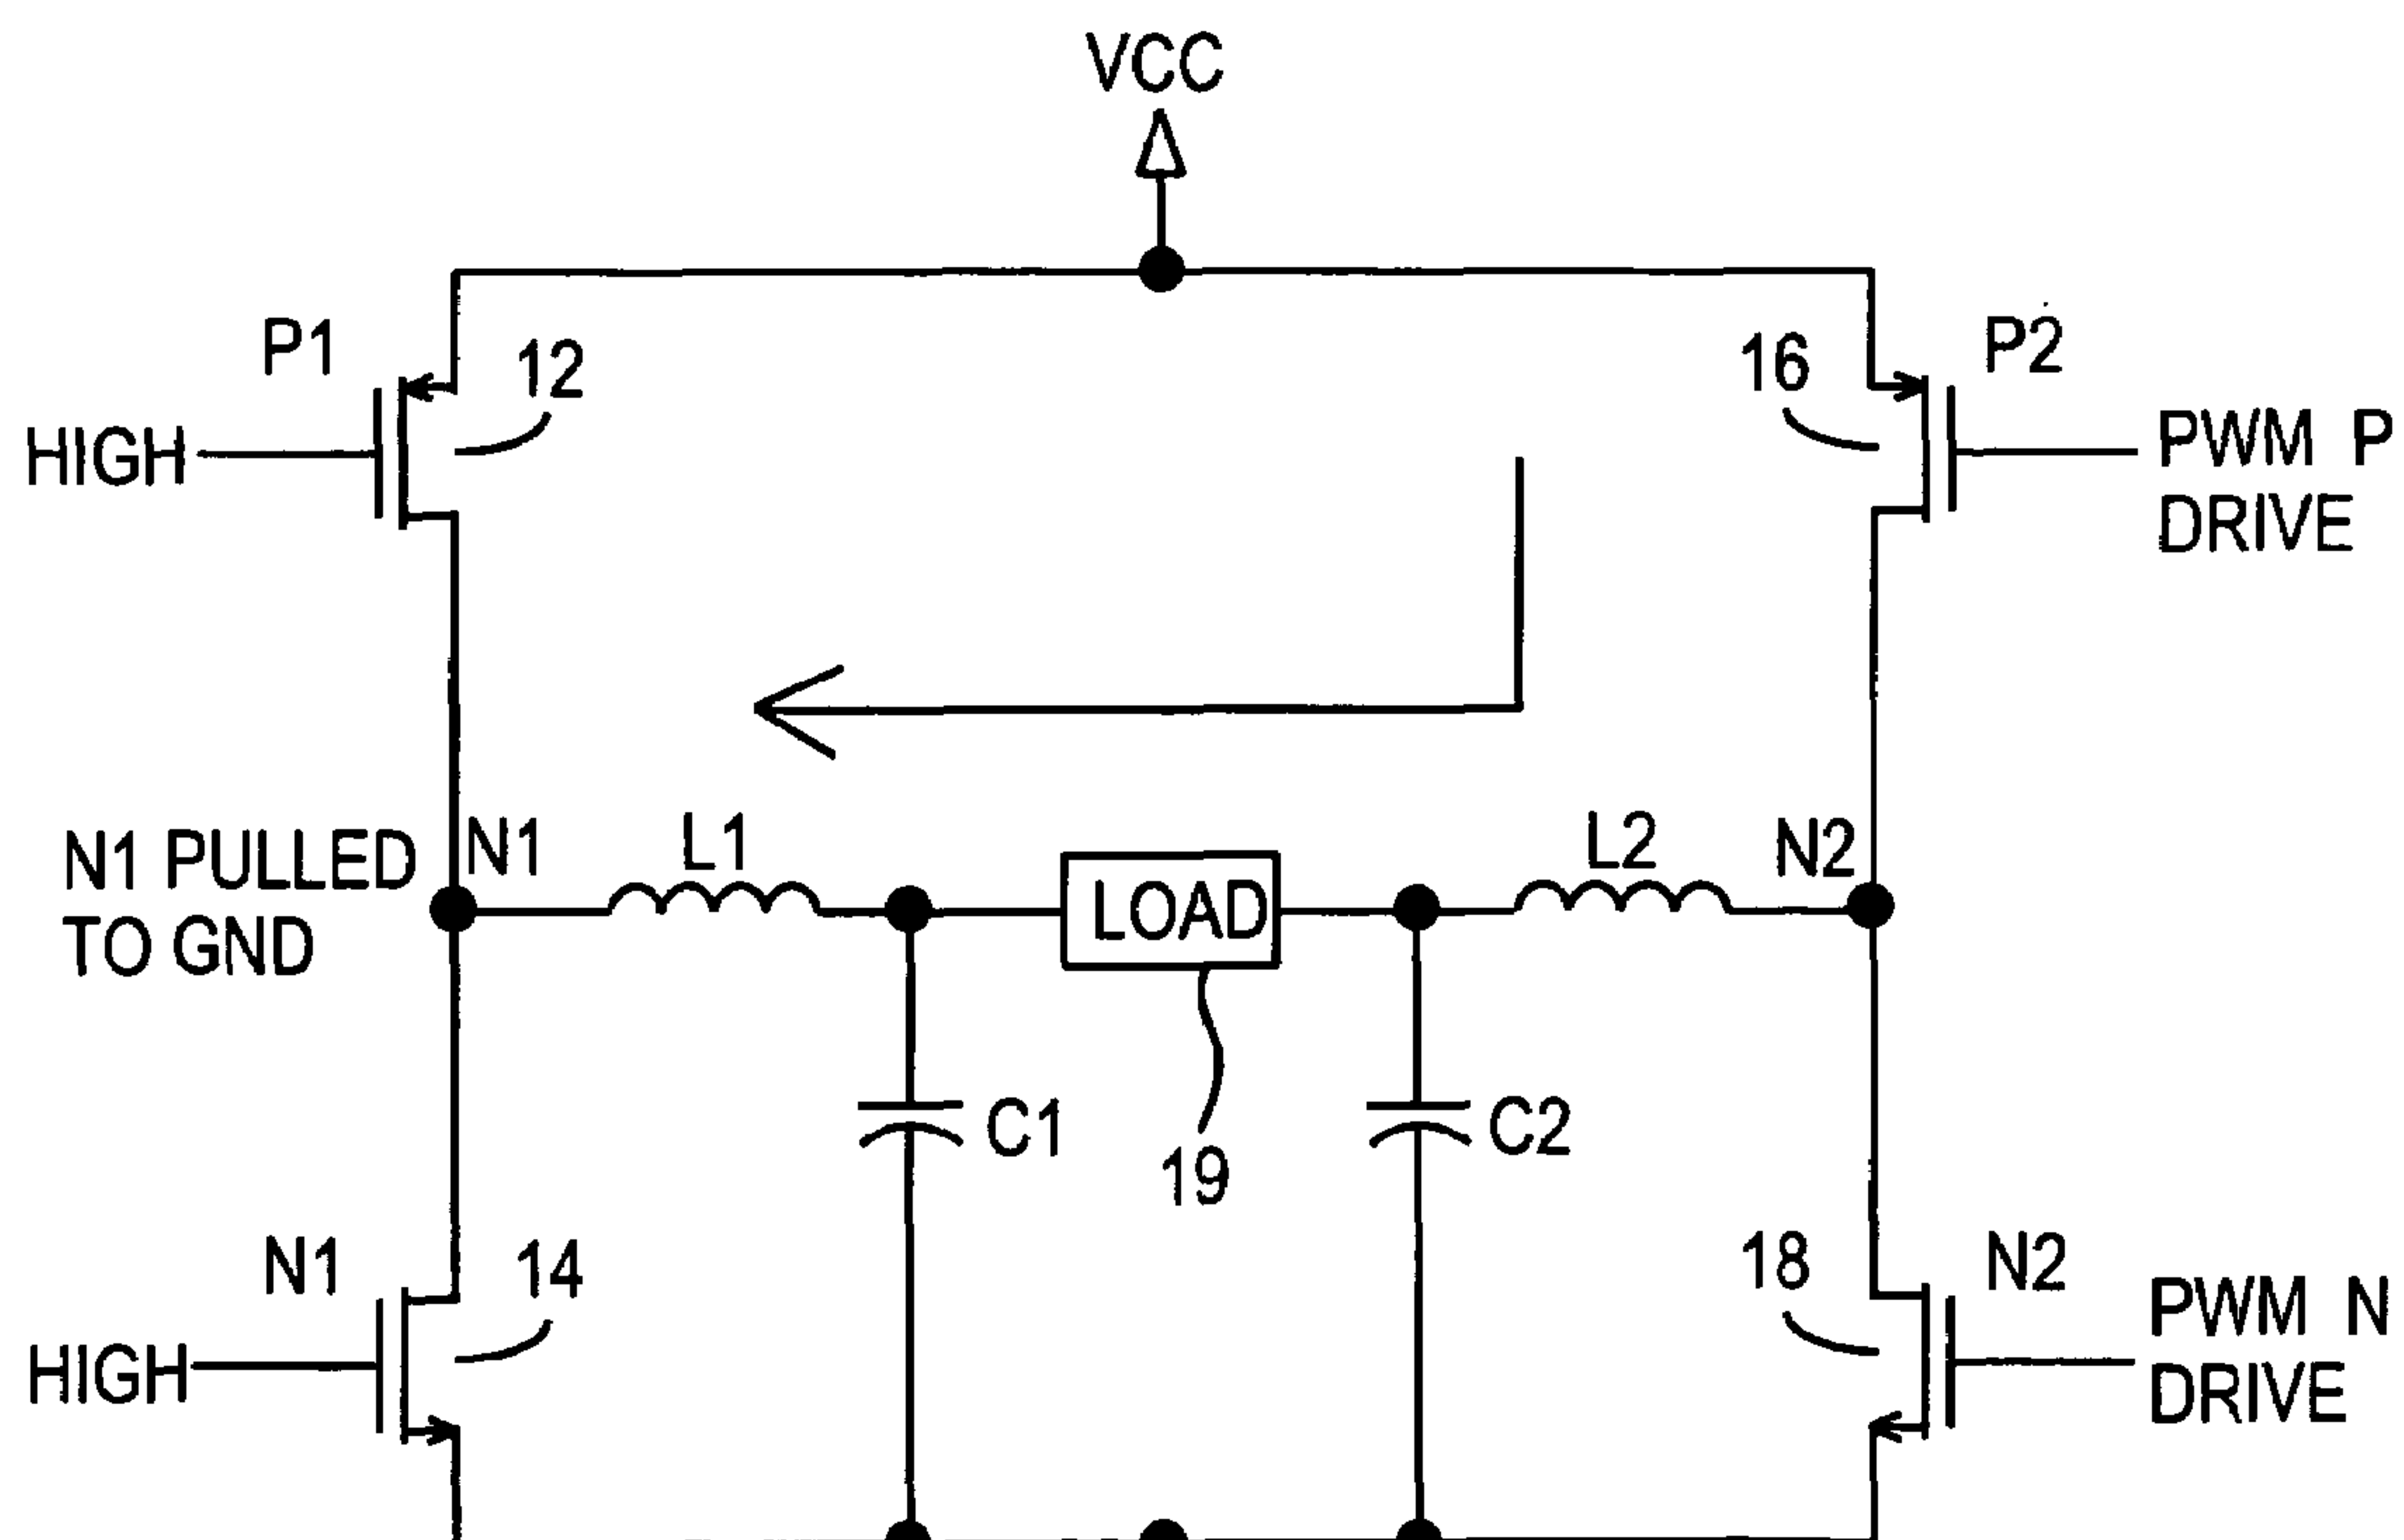 VCC
P1
12
16
P2
HIGH
PWM P
DRIVE
N1 PULLED
TO GND
N1
L1
LOAD
L2
N2
C1
C2
19
N1
14
18
N2
HIGH
PWM N
DRIVE